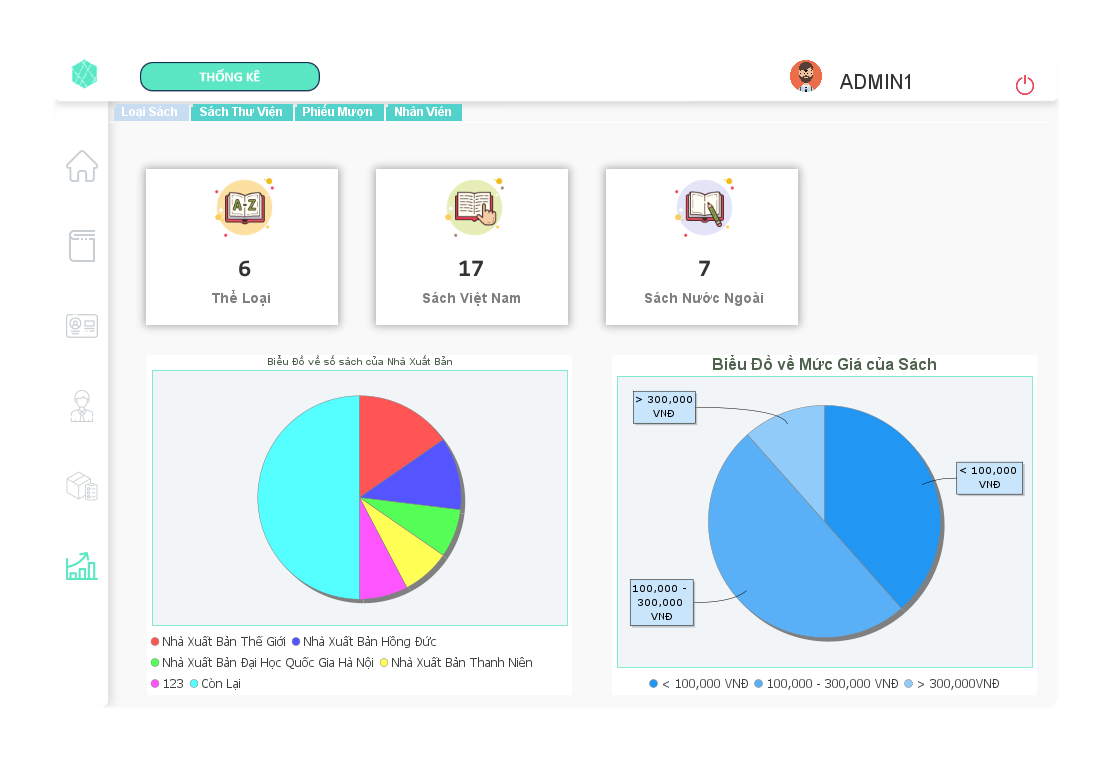 THỐNG KÊ
ADMIN1
Loại Sách Sách Thư Viện Phiếu Mượn Nhân Viên
A-Z
6
Thể Loại
17
Sách Việt Nam
7
Sách Nước Ngoài
Biểu Đồ về số sách của Nhà Xuất Bản
Nhà Xuất Bản Thế Giới Nhà Xuất Bản Hồng Đức
Nhà Xuất Bản Đại Học Quốc Gia Hà Nội Nhà Xuất Bản Thanh Niên
123 Còn Lại
Biểu Đồ về Mức Giá của Sách
> 300,000
VNĐ
< 100,000
VNĐ
100,000 -
300,000
VNĐ
< 100,000 VNĐ 100,000 - 300,000 VNĐ > 300,000VNĐ